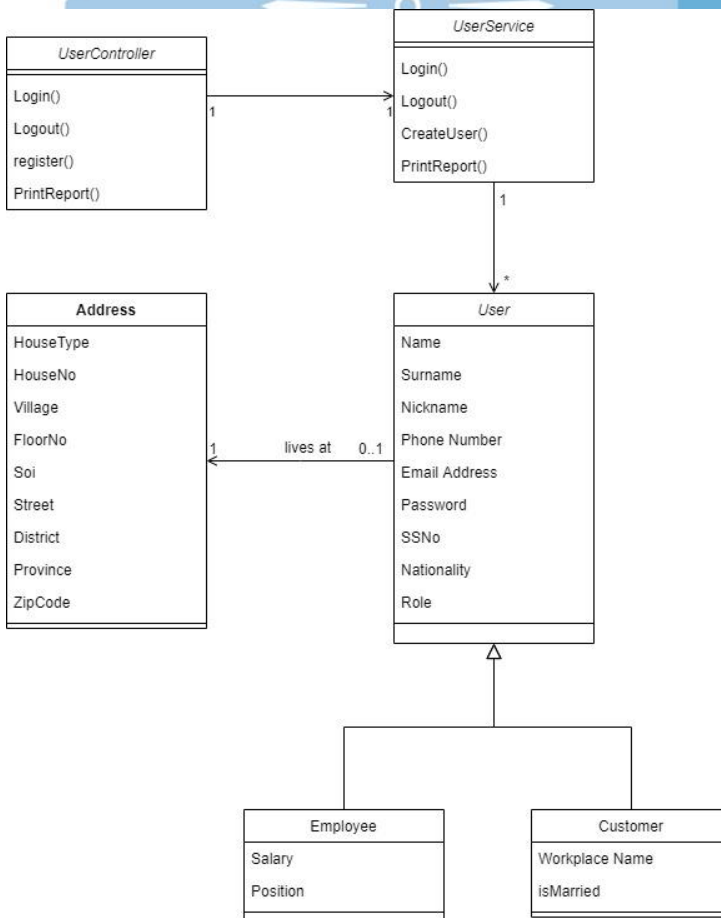 UserController
Login()
Logout()
register()
PrintReport()
1
1
UserService
Login()
Logout()
CreateUser()
PrintReport()
1
*
Address
HouseType
HouseNo
Village
FloorNo
Soi
Street
District
Province
ZipCode
1
lives at
0..1
User
Name
Surname
Nickname
Phone Number
Email Address
Password
SSNo
Nationality
Role
Employee
Salary
Position
Customer
Workplace Name
isMarried